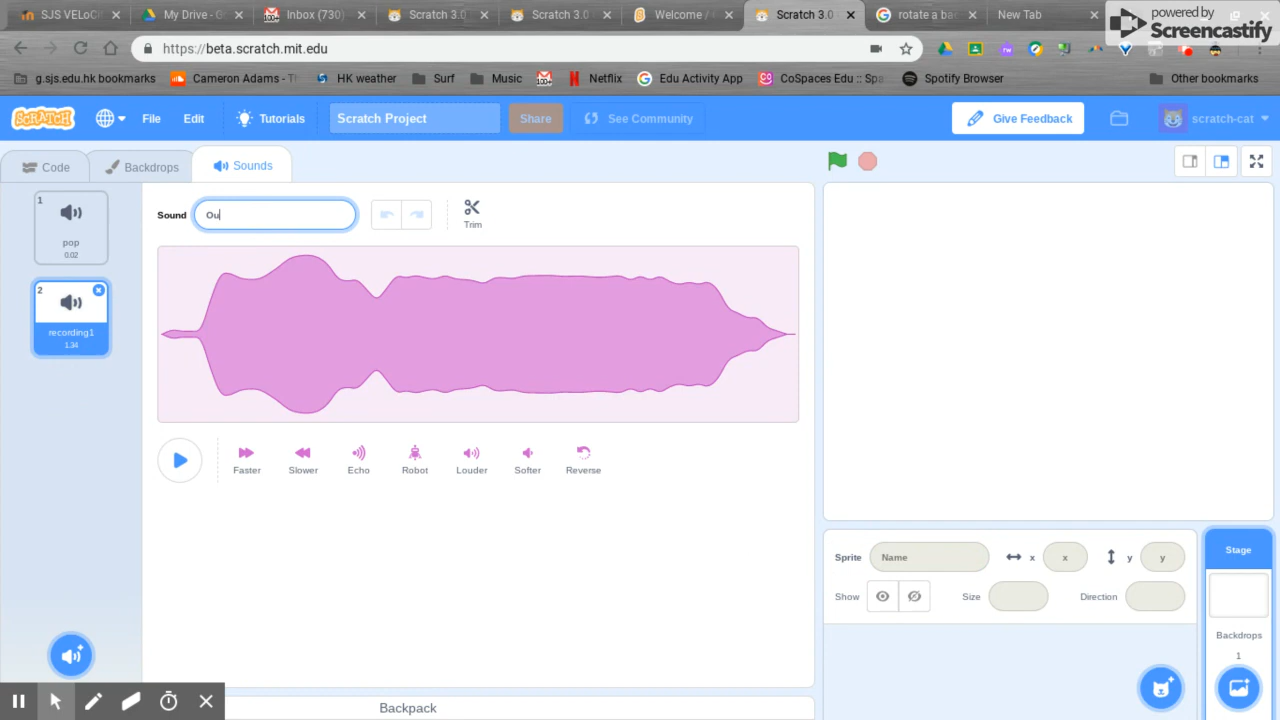 SJS VELoCi
My Drive - G
Inbox (730)
Scratch 3.0
Scratch 3.0
Welcome /
Scratch 3.0
rotate a ba
New Tab
powered by
Screencastify
https://beta.scratch.mit.edu
g.sjs.edu.hk bookmarks
Cameron Adams - T
HK weather
Surf
Music
100+
Netflix
Edu Activity App
CoSpaces Edu :: Spa
Spotify Browser
Other bookmarks
SCRATCH
File
Edit
Tutorials
Scratch Project
Share
See Community
Give Feedback
scratch-cat
Code
Backdrops
Sounds
1
pop
0.02
2
recording1
1.34
Sound
Ou
Trim
Faster
Slower
Echo
Robot
Louder
Softer
Reverse
Sprite
Name
x
x
y
y
Show
Size
Direction
Stage
Backdrops
1
Backpack